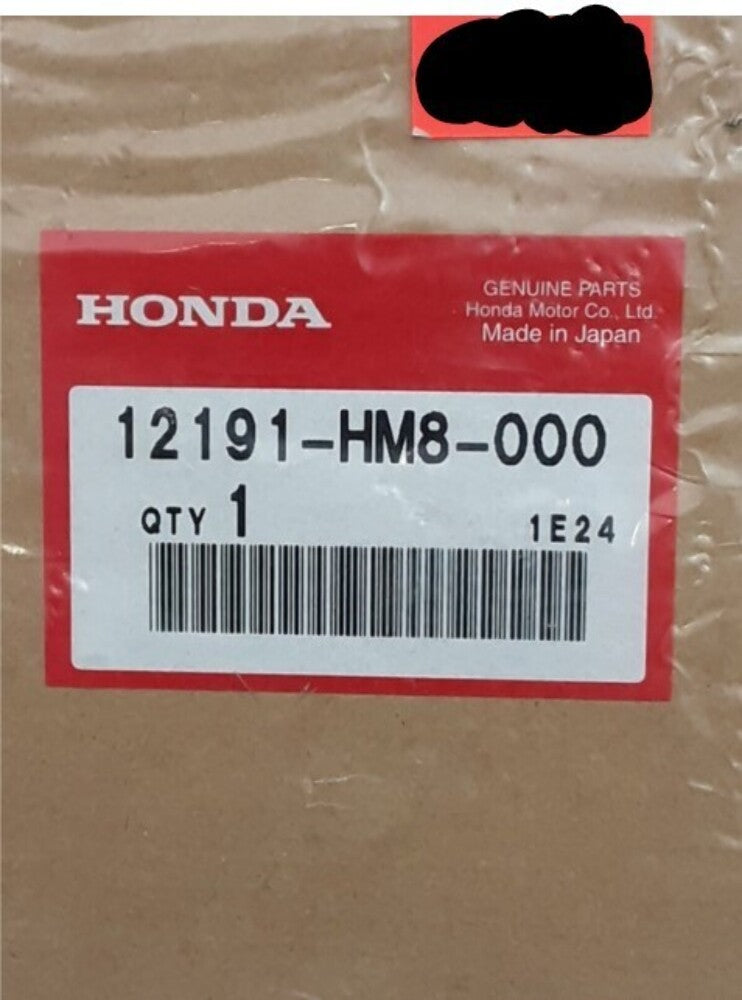 HONDA
GENUINE PARTS
Honda Motor Co., Ltd.
Made in Japan
12191-HM8-000
QTY 1
1E24